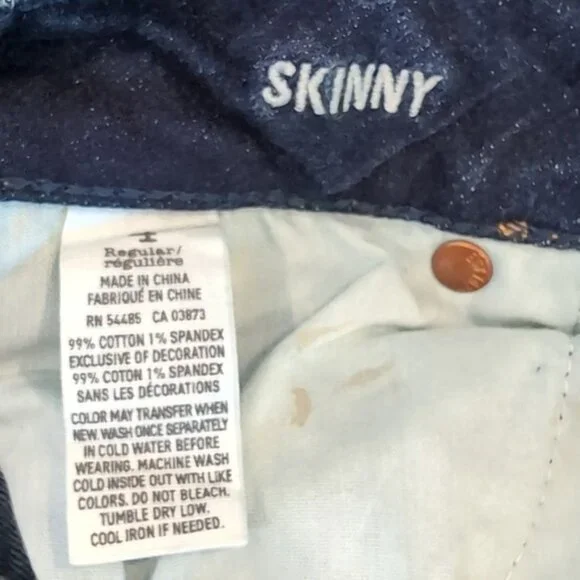 SKINNY
Regular/
régulière
MADE IN CHINA
FABRIQUÉ EN CHINE
RN 54485 CA 03873
99% COTTON 1% SPANDEX
EXCLUSIVE OF DECORATION
99% COTON 1% SPANDEX
SANS LES DÉCORATIONS
COLOR MAY TRANSFER WHEN
NEW. WASH ONCE SEPARATELY
IN COLD WATER BEFORE
WEARING. MACHINE WASH
COLD INSIDE OUT WITH LIKE
COLORS. DO NOT BLEACH.
TUMBLE DRY LOW.
COOL IRON IF NEEDED.